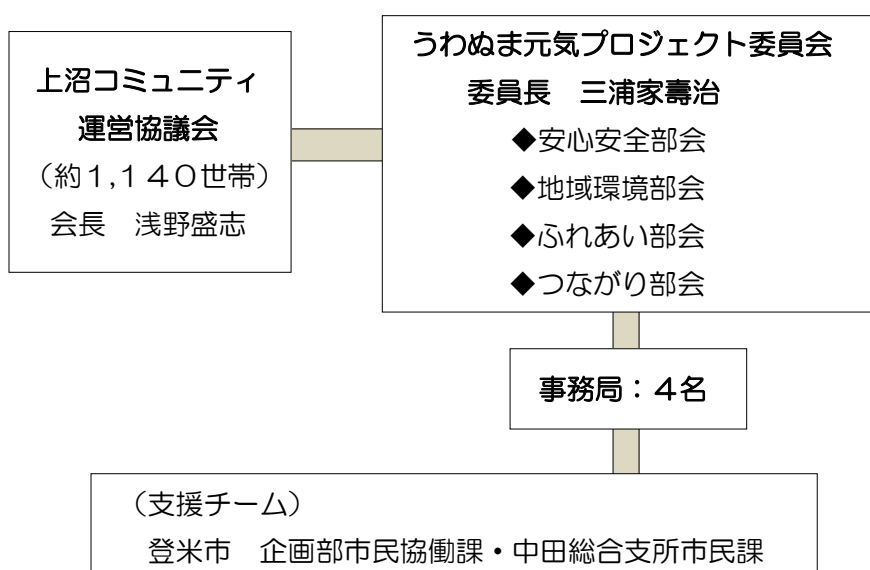 上沼コミュニティ
運営協議会
(約1,140世帯)
会長 浅野盛志
うわぬま元気プロジェクト委員会
委員長 三浦家壽治
◆安心安全部会
◆地域環境部会
◆ふれあい部会
◆つながり部会
事務局:4名
(支援チーム)
登米市 企画部市民協働課・中田総合支所市民課